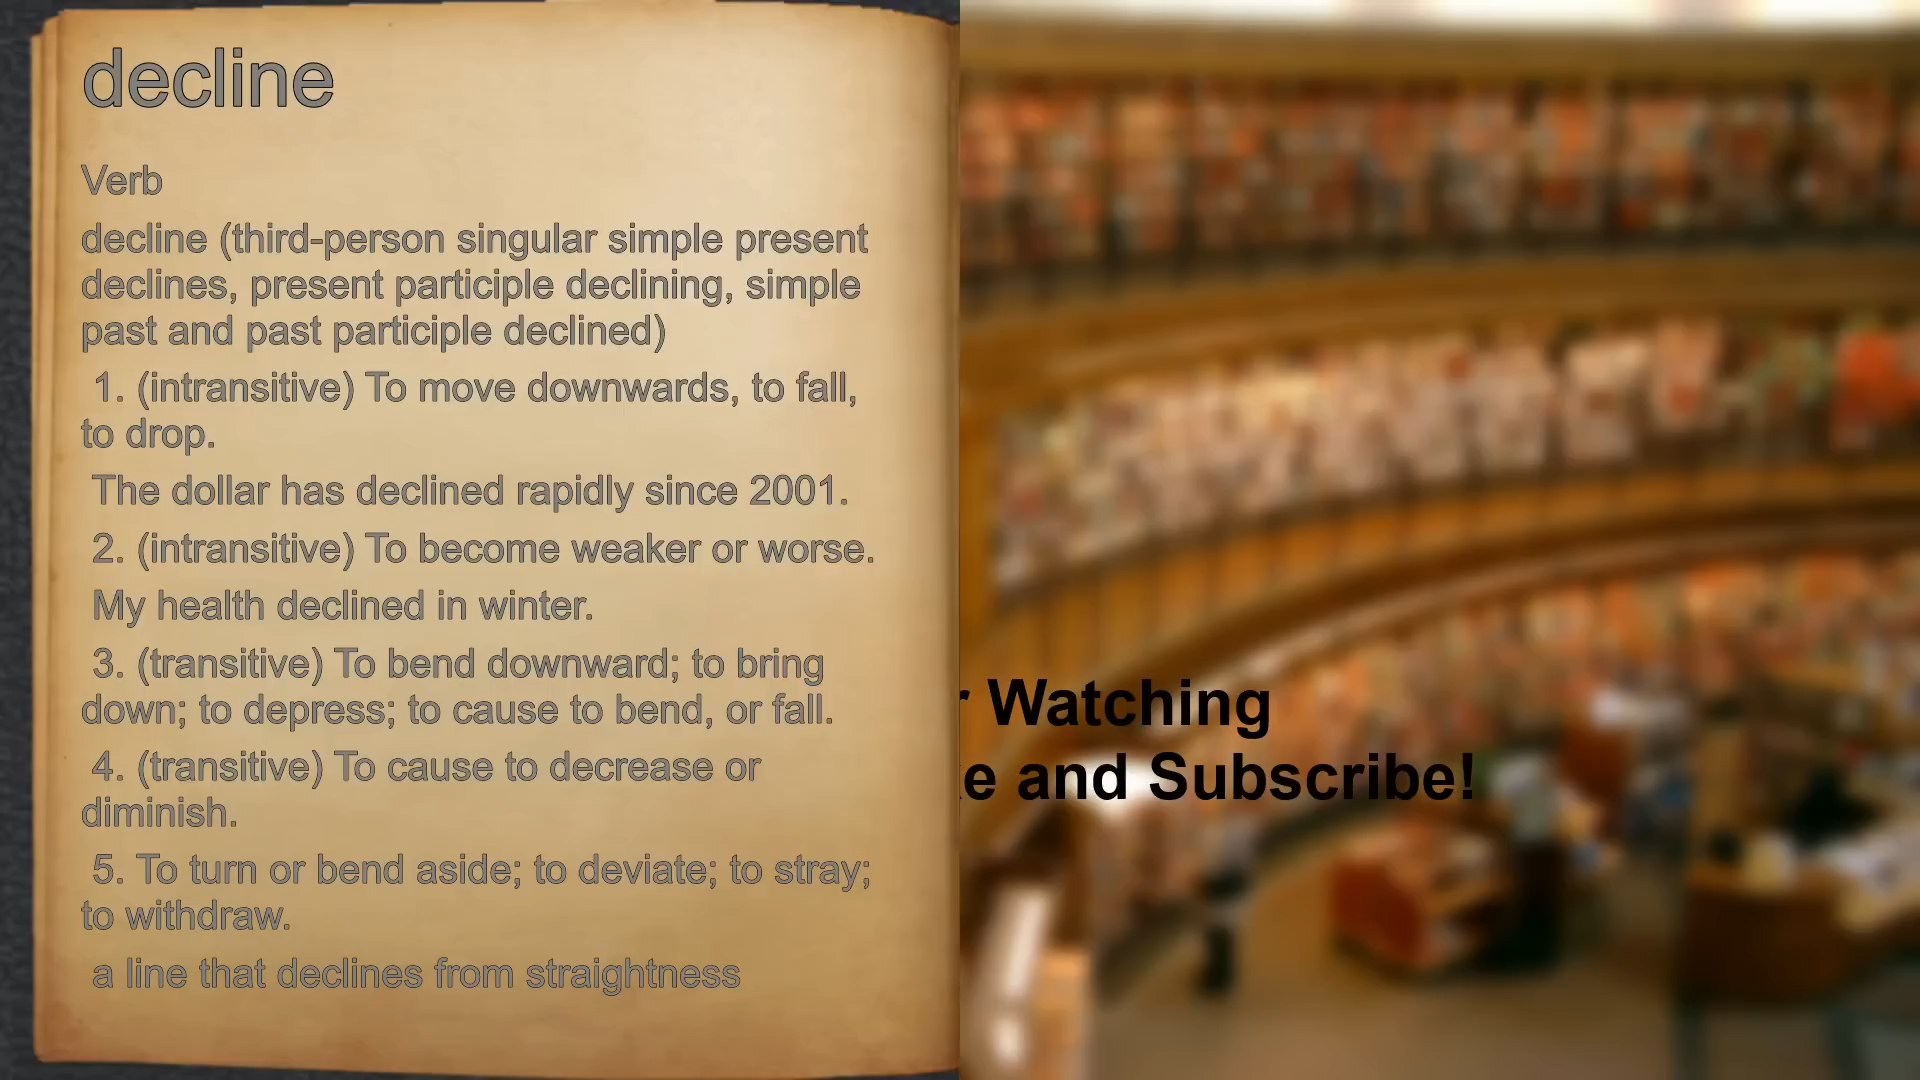 decline
Verb
decline (third-person singular simple present
declines, present participle declining, simple
past and past participle declined)
1. (intransitive) To move downwards, to fall,
to drop.
The dollar has declined rapidly since 2001.
2. (intransitive) To become weaker or worse.
My health declined in winter.
3. (transitive) To bend downward; to bring
down; to depress; to cause to bend, or fall.
4. (transitive) To cause to decrease or
diminish.
5. To turn or bend aside; to deviate; to stray;
to withdraw.
a line that declines from straightness
Watching
and Subscribe!